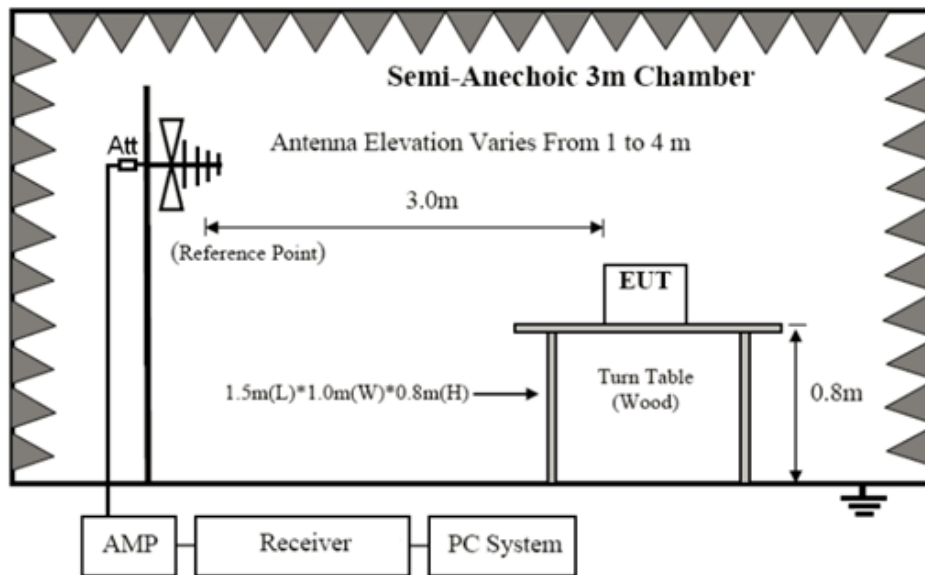 Semi-Anechoic 3m Chamber
Att
Antenna Elevation Varies From 1 to 4 m
3.0m
(Reference Point)
EUT
1.5m(L)*1.0m(W)*0.8m(H)
Turn Table
(Wood)
0.8m
AMP
Receiver
PC System